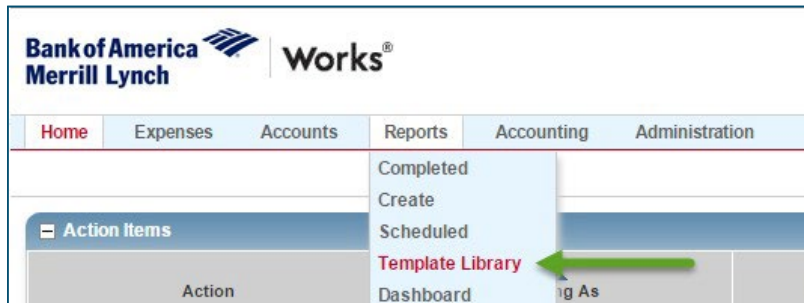 Bank of America
Merrill Lynch
Works®
Home Expenses Accounts Reports Accounting Administration
Completed
Create
Action Items
Scheduled
Template Library
Action
Dashboard
g As